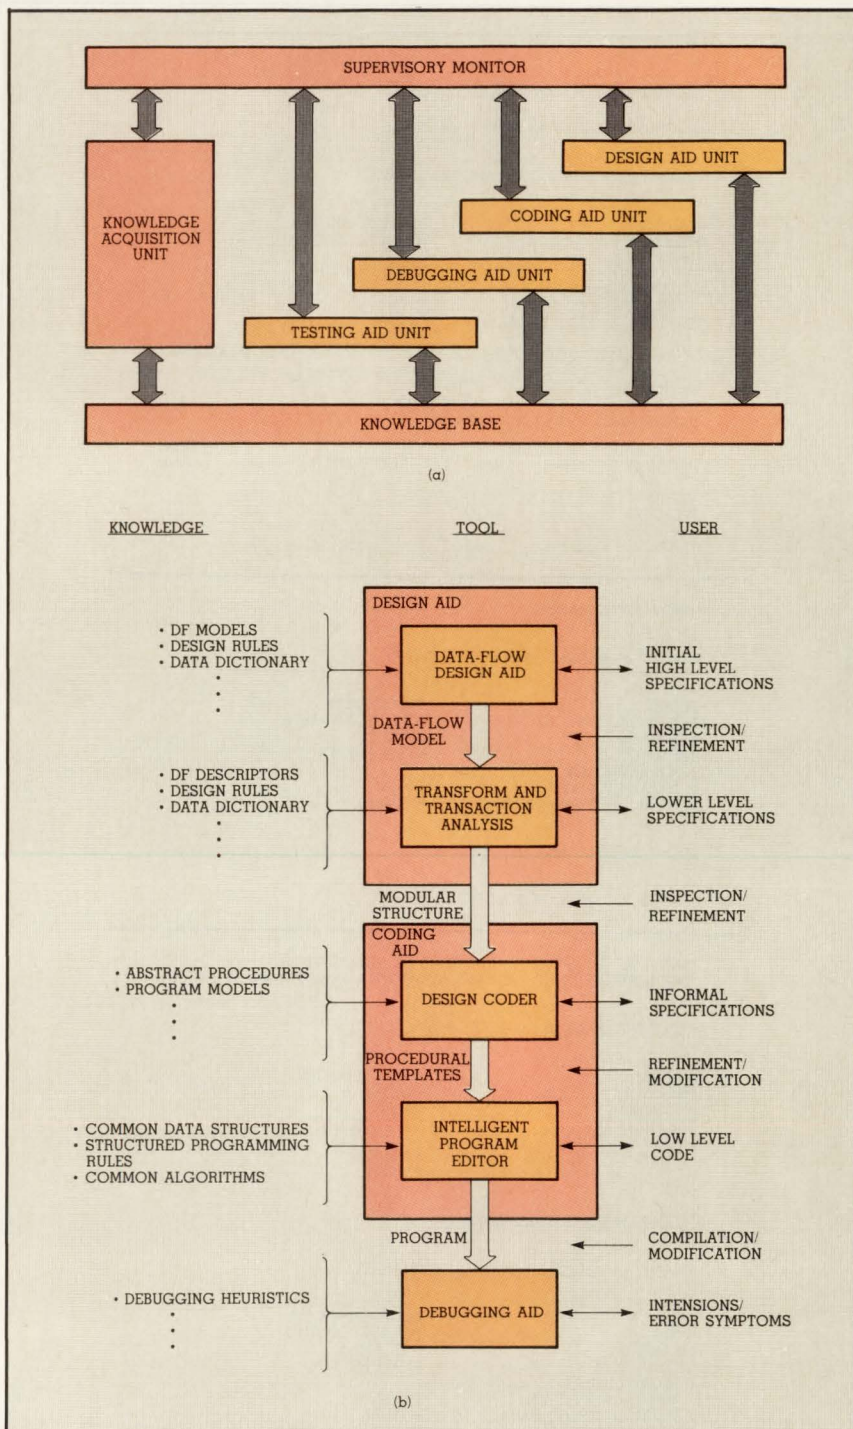 SUPERVISORY MONITOR
DESIGN AID UNIT
KNOWLEDGE
ACQUISITION
UNIT
CODING AID UNIT
DEBUGGING AID UNIT
TESTING AID UNIT
KNOWLEDGE BASE
(a)
KNOWLEDGE
TOOL
USER
DESIGN AID
• DF MODELS
• DESIGN RULES
• DATA DICTIONARY
•
•
•
DATA-FLOW
DESIGN AID
INITIAL
HIGH LEVEL
SPECIFICATIONS
DATA-FLOW
MODEL
INSPECTION/
REFINEMENT
• DF DESCRIPTORS
• DESIGN RULES
• DATA DICTIONARY
•
•
•
TRANSFORM AND
TRANSACTION
ANALYSIS
LOWER LEVEL
SPECIFICATIONS
MODULAR
STRUCTURE
INSPECTION/
REFINEMENT
CODING
AID
• ABSTRACT PROCEDURES
• PROGRAM MODELS
•
•
•
DESIGN CODER
INFORMAL
SPECIFICATIONS
PROCEDURAL
TEMPLATES
REFINEMENT/
MODIFICATION
• COMMON DATA STRUCTURES
• STRUCTURED PROGRAMMING
RULES
• COMMON ALGORITHMS
INTELLIGENT
PROGRAM
EDITOR
LOW LEVEL
CODE
PROGRAM
COMPILATION/
MODIFICATION
• DEBUGGING HEURISTICS
•
•
•
DEBUGGING AID
INTENSIONS/
ERROR SYMPTOMS
(b)